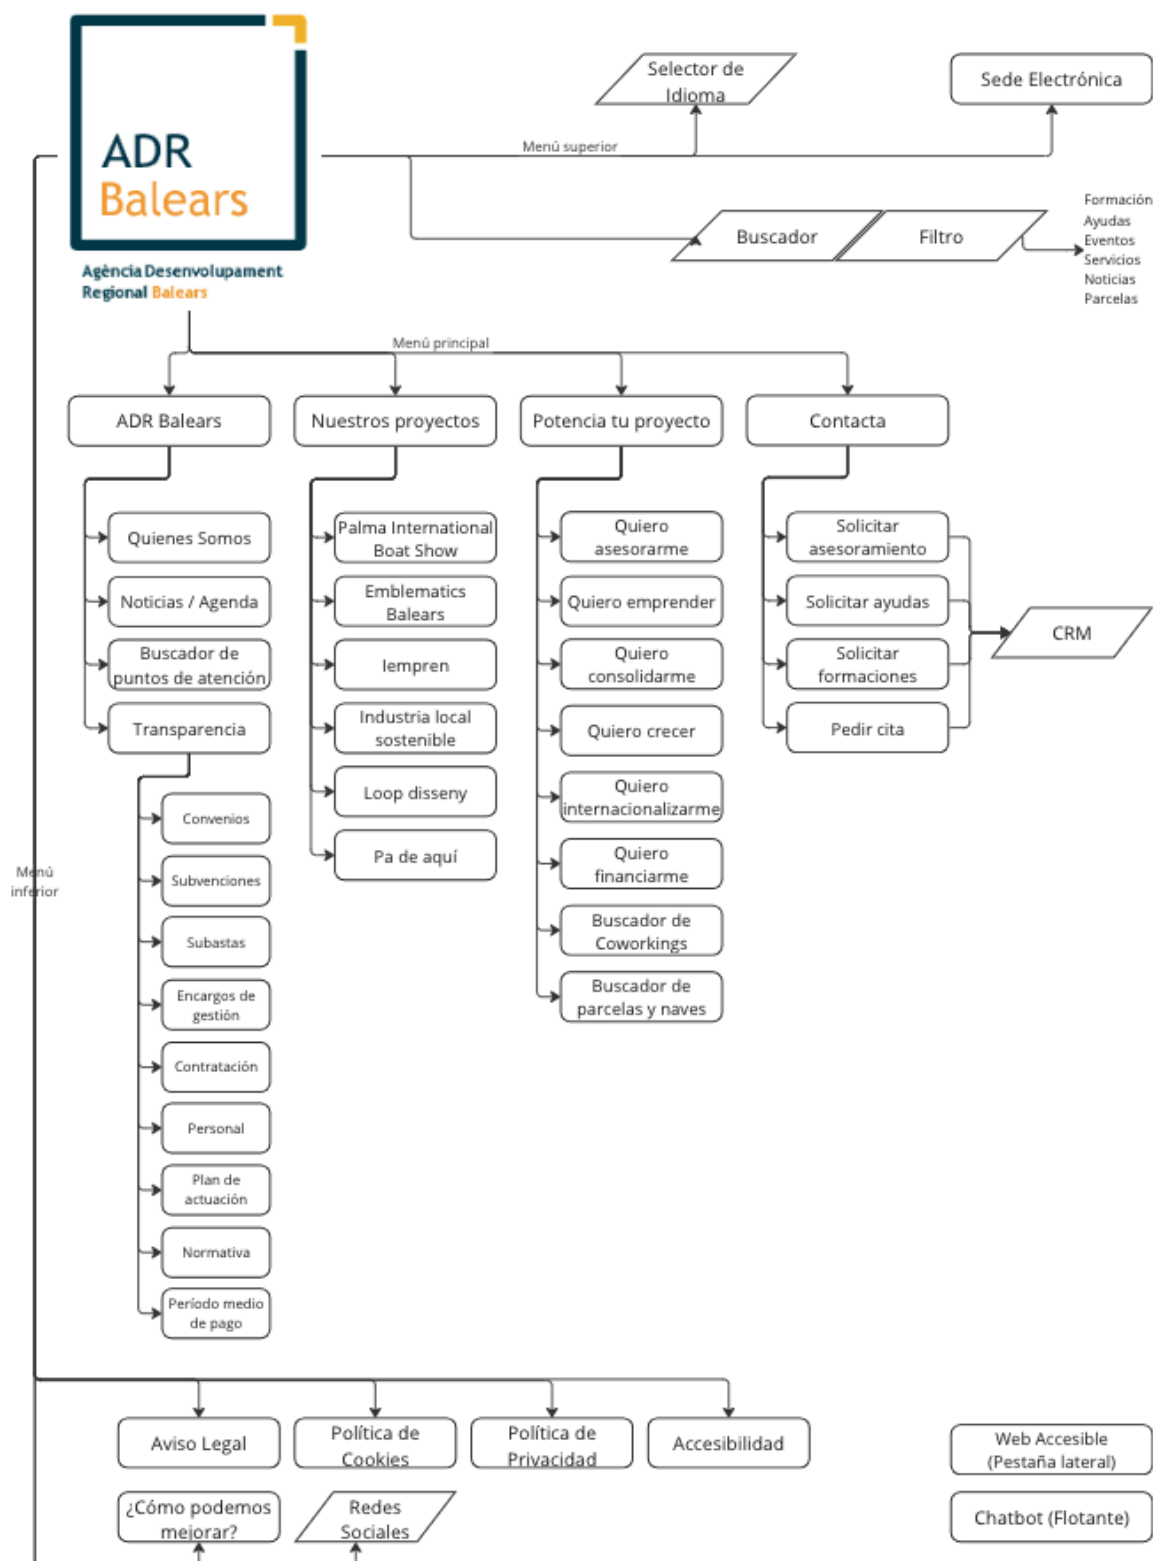 ADR
Balears
Agència Desenvolupament
Regional Balears
Selector de
Idioma
Sede Electrónica
Menú superior
Buscador
Filtro
Formación
Ayudas
Eventos
Servicios
Noticias
Parcelas
Menú principal
ADR Balears
Nuestros proyectos
Potencia tu proyecto
Contacta
Quienes Somos
Noticias / Agenda
Buscador de
puntos de atención
Transparencia
Convenios
Subvenciones
Subastas
Encargos de
gestión
Contratación
Personal
Plan de
actuación
Normativa
Período medio
de pago
Palma International
Boat Show
Emblematics
Balears
Iempren
Industria local
sostenible
Loop disseny
Pa de aquí
Quiero
asesorarme
Quiero emprender
Quiero
consolidarme
Quiero crecer
Quiero
internacionalizarme
Quiero
financiarme
Buscador de
Coworkings
Buscador de
parcelas y naves
Solicitar
asesoramiento
Solicitar ayudas
Solicitar
formaciones
Pedir cita
CRM
Menú
inferior
Aviso Legal
Política de
Cookies
Política de
Privacidad
Accesibilidad
¿Cómo podemos
mejorar?
Redes
Sociales
Web Accesible
(Pestaña lateral)
Chatbot (Flotante)